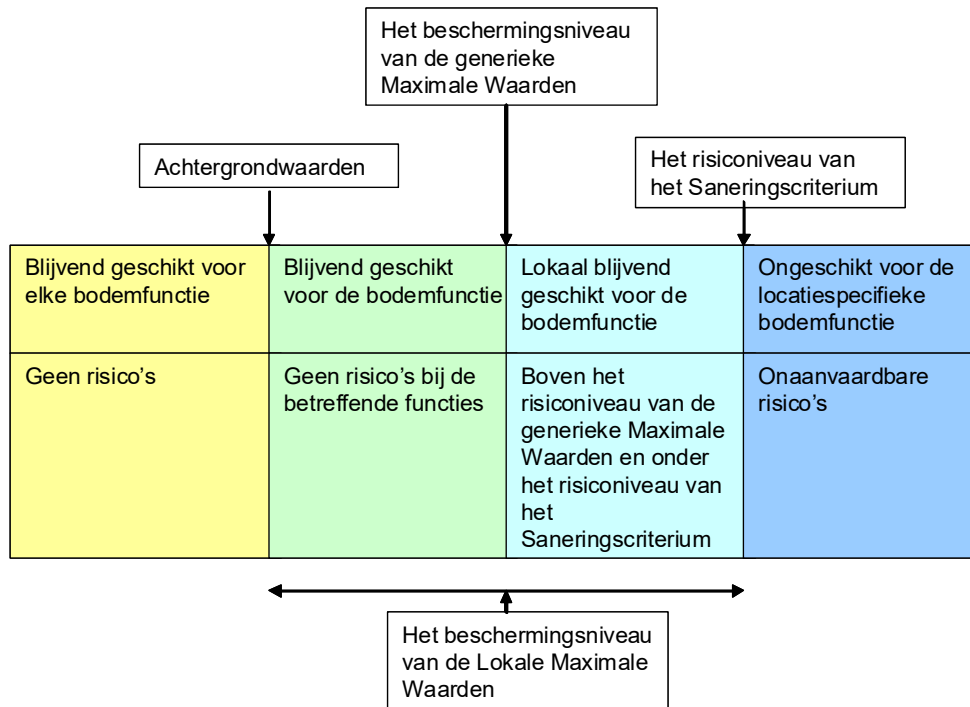 Het beschermingsniveau
van de generieke
Maximale Waarden
Achtergrondwaarden
Het risiconiveau van
het Saneringscriterium
Blijvend geschikt voor
elke bodemfunctie
Blijvend geschikt
voor de bodemfunctie
Lokaal blijvend
geschikt voor de
bodemfunctie
Ongeschikt voor de
locatiespecifieke
bodemfunctie
Geen risico’s
Geen risico’s bij de
betreffende functies
Boven het
risiconiveau van de
generieke Maximale
Waarden en onder
het risiconiveau van
het
Saneringscriterium
Onaanvaardbare
risico’s
Het beschermingsniveau
van de Lokale Maximale
Waarden